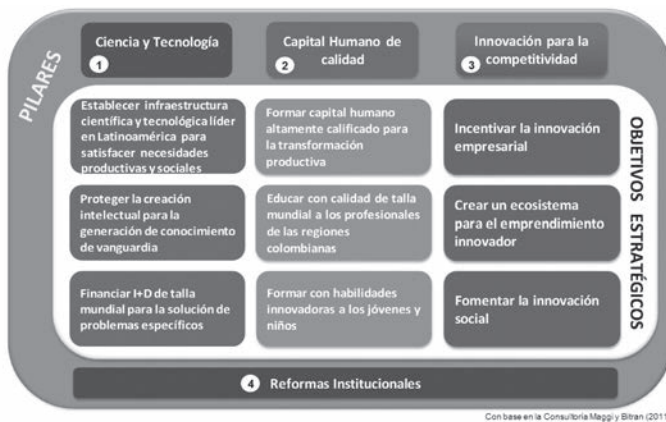 PILARES
Ciencia y Tecnología
1
Capital Humano de
calidad
2
Innovación para la
competitividad
3
Establecer infraestructura
científica y tecnológica líder
en Latinoamérica para
satisfacer necesidades
productivas y sociales
Formar capital humano
altamente calificado para
la transformación
productiva
Incentivar la innovación
empresarial
Proteger la creación
intelectual para la
generación de conocimiento
de vanguardia
Educar con calidad de talla
mundial a los profesionales
de las regiones
colombianas
Crear un ecosistema
para el emprendimiento
innovador
Financiar I+D de talla
mundial para la solución de
problemas específicos
Formar con habilidades
innovadoras a los jóvenes y
niños
Fomentar la innovación
social
OBJETIVOS ESTRATÉGICOS
4 Reformas Institucionales
Con base en la Consultoría Maggi y Bitran (2011